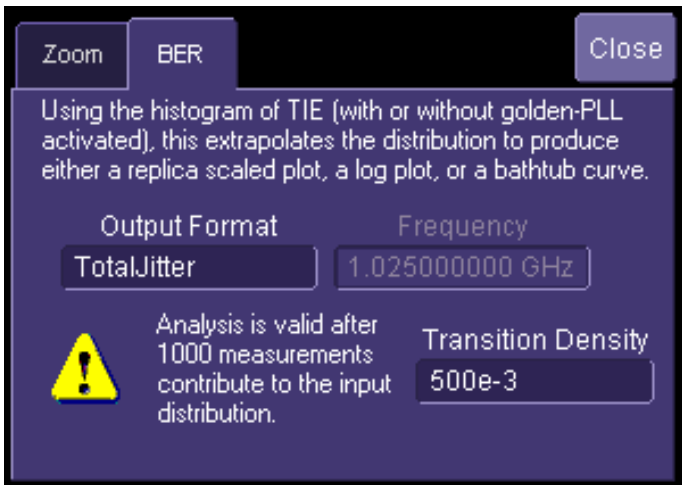 Zoom
BER
Close
Using the histogram of TIE (with or without golden-PLL
activated), this extrapolates the distribution to produce
either a replica scaled plot, a log plot, or a bathtub curve.
Output Format
Frequency
TotalJitter
1.025000000 GHz
Analysis is valid after
1000 measurements
contribute to the input
distribution.
Transition Density
500e-3